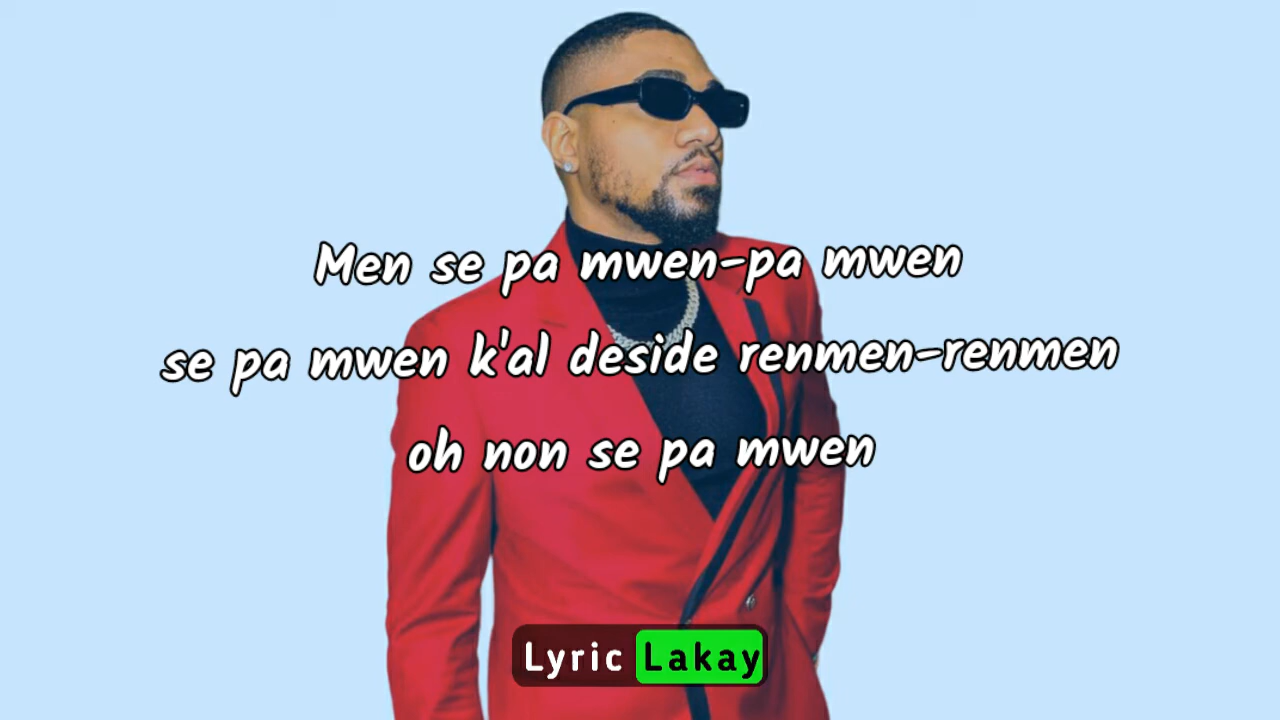 Men se pa mwen-pa mwen
se pa mwen k'al deside renmen-renmen
oh non se pa mwen
Lyric Lakay